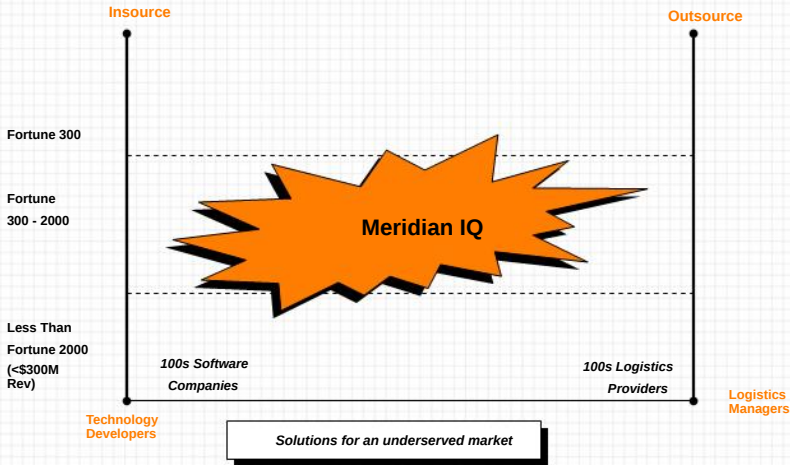 Insource
Outsource
Fortune 300
Fortune
300 - 2000
Meridian IQ
Less Than
Fortune 2000
(<$300M
Rev)
100s Software
Companies
100s Logistics
Providers
Technology
Developers
Logistics
Managers
Solutions for an underserved market